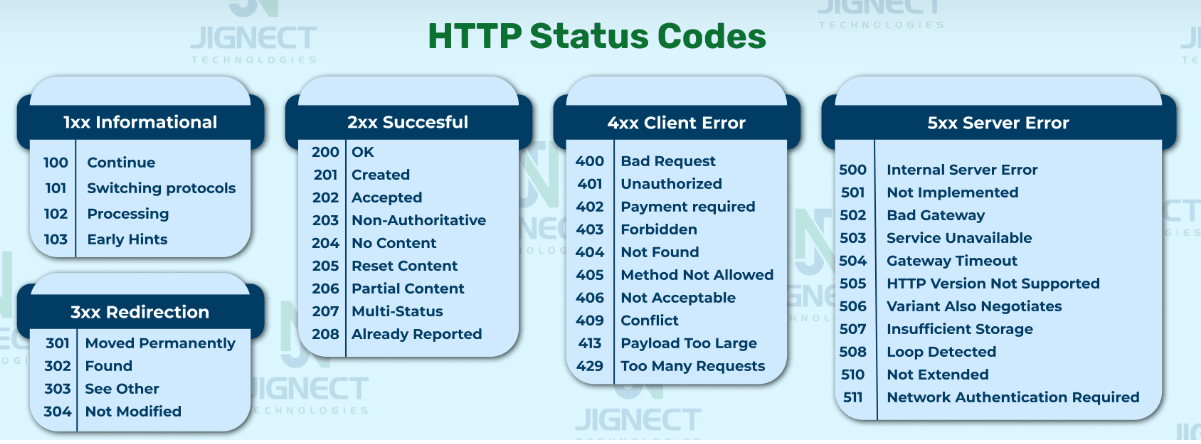 HTTP Status Codes
1xx Informational
100 Continue
101 Switching protocols
102 Processing
103 Early Hints
3xx Redirection
301 Moved Permanently
302 Found
303 See Other
304 Not Modified
2xx Succesful
200 OK
201 Created
202 Accepted
203 Non-Authoritative
204 No Content
205 Reset Content
206 Partial Content
207 Multi-Status
208 Already Reported
4xx Client Error
400 Bad Request
401 Unauthorized
402 Payment required
403 Forbidden
404 Not Found
405 Method Not Allowed
406 Not Acceptable
409 Conflict
413 Payload Too Large
429 Too Many Requests
5xx Server Error
500 Internal Server Error
501 Not Implemented
502 Bad Gateway
503 Service Unavailable
504 Gateway Timeout
505 HTTP Version Not Supported
506 Variant Also Negotiates
507 Insufficient Storage
508 Loop Detected
510 Not Extended
511 Network Authentication Required
JIGNECT
TECHNOLOGIES
TECHNOLOGIES
JIGNECT